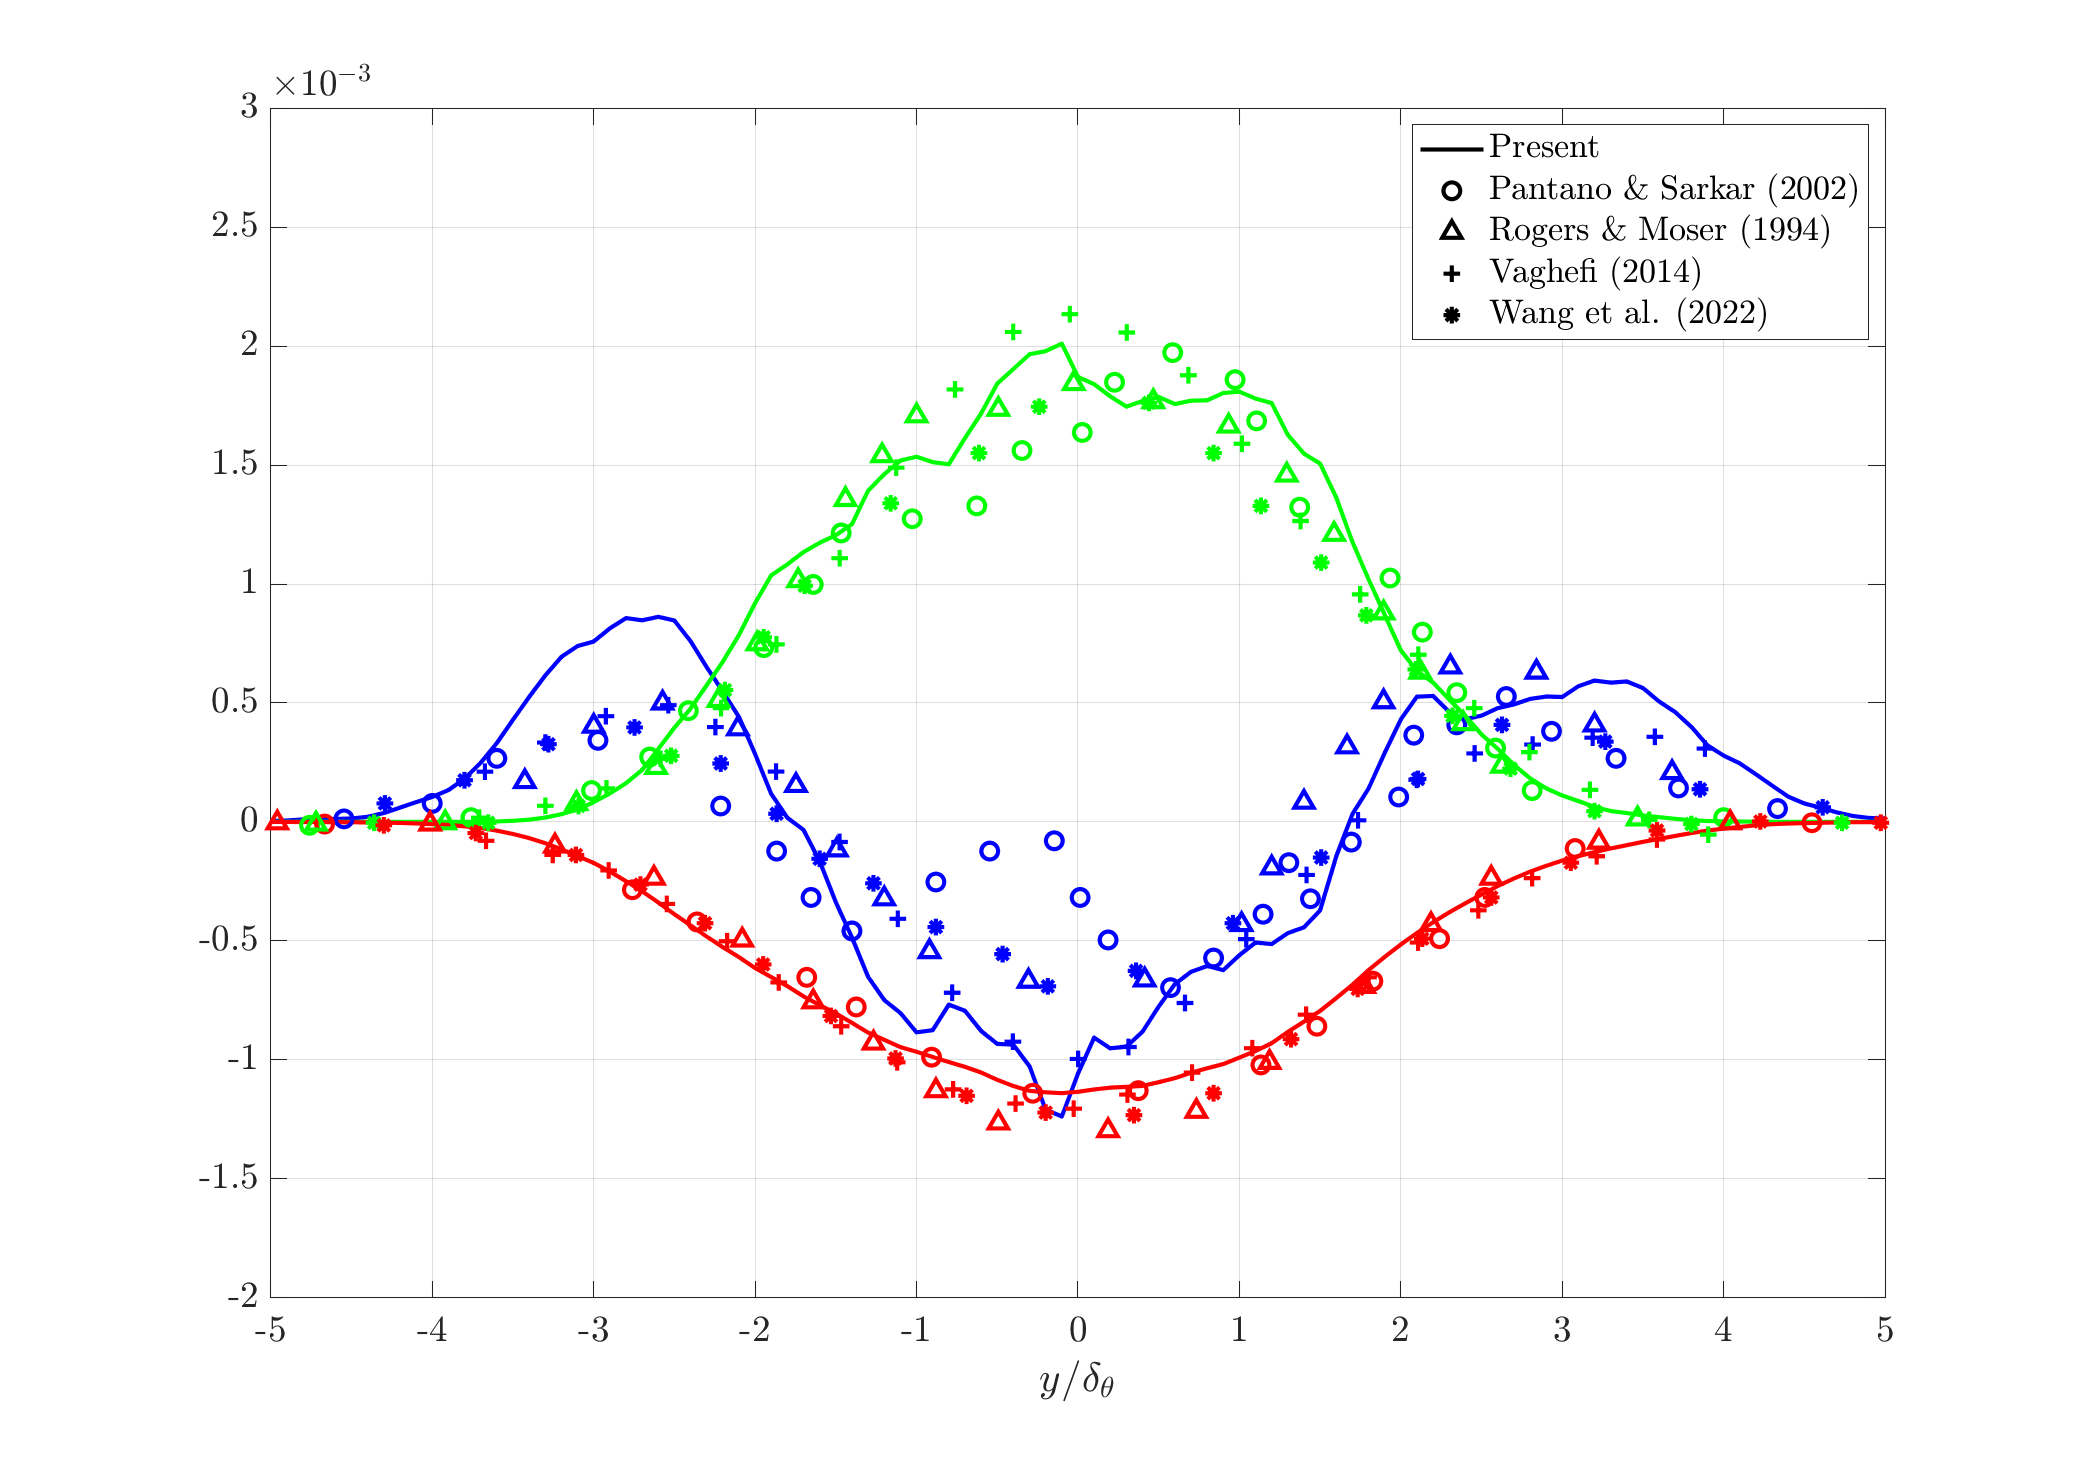 ×10⁻³
3
2.5
2
1.5
1
0.5
0
-0.5
-1
-1.5
-2
-5 -4 -3 -2 -1 0 1 2 3 4 5
y/δ_θ
Present
Pantano & Sarkar (2002)
Rogers & Moser (1994)
Vaghefi (2014)
Wang et al. (2022)